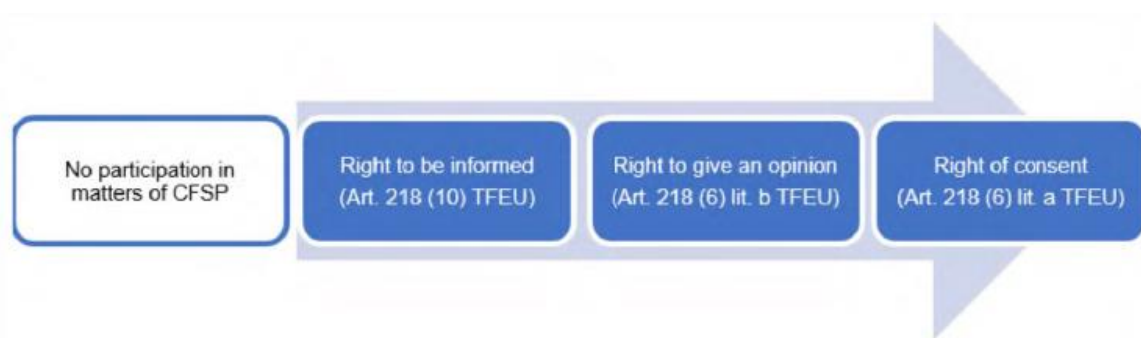 No participation in
matters of CFSP
Right to be informed
(Art. 218 (10) TFEU)
Right to give an opinion
(Art. 218 (6) lit. b TFEU)
Right of consent
(Art. 218 (6) lit. a TFEU)